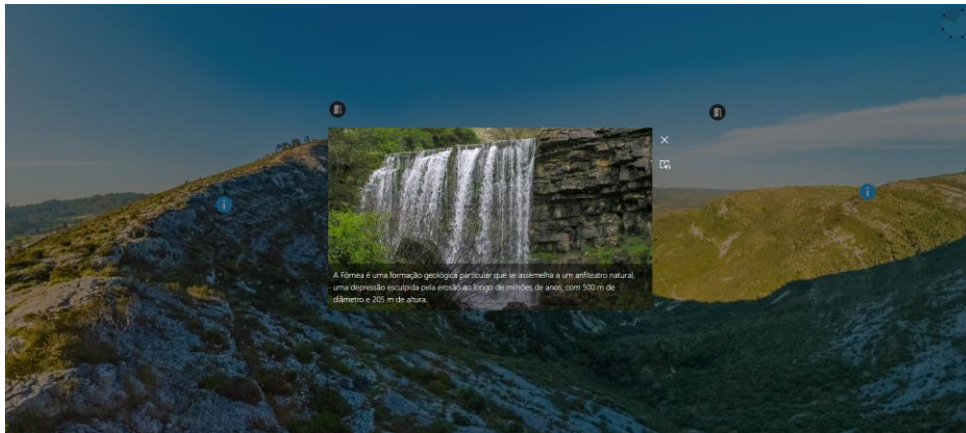 A Fórnea é uma formação geológica particular que se assemelha a um anfiteatro natural,
uma depressão esculpida pela erosão ao longo de milhões de anos, com 500 m de
diâmetro e 205 m de altura.